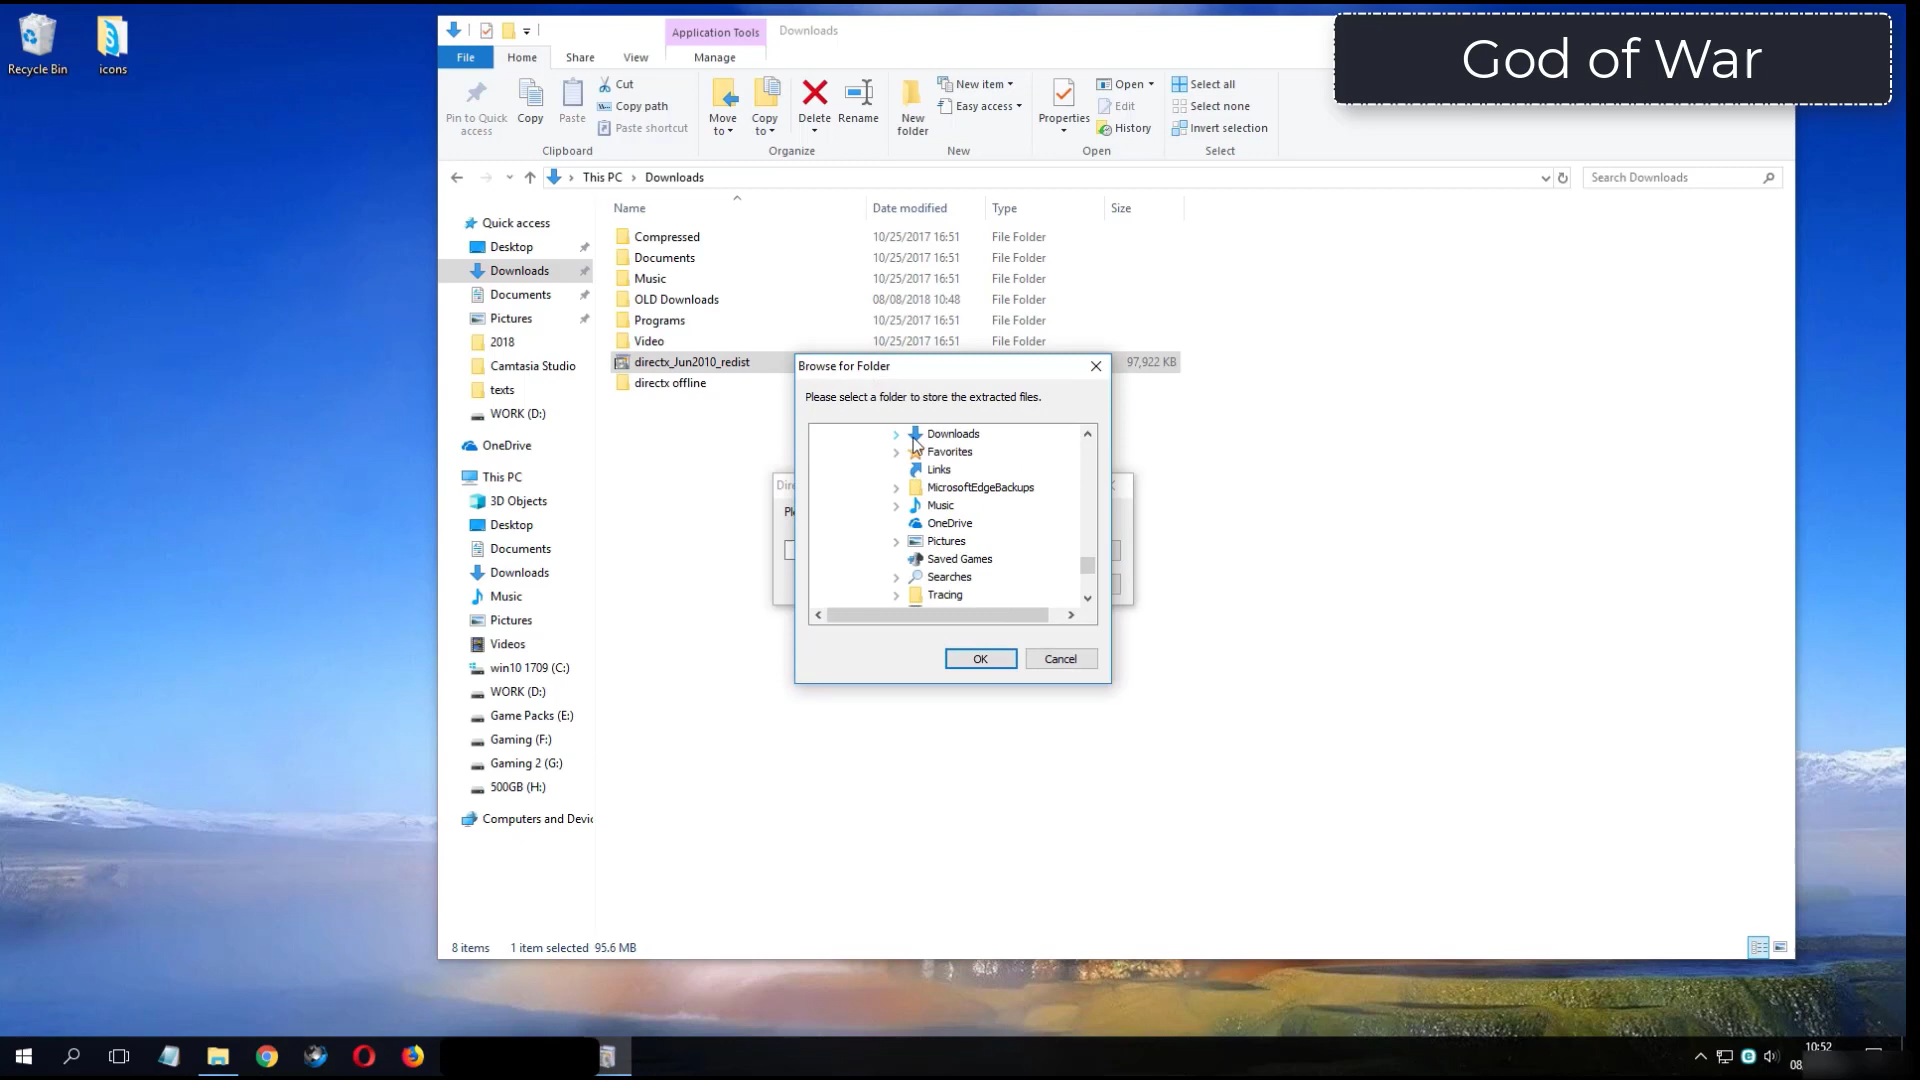 Recycle Bin
icons
Application Tools
Downloads
God of War
File
Home
Share
View
Manage
Pin to Quick
access
Copy
Paste
Cut
Copy path
Paste shortcut
Clipboard
Move
to
Copy
to
Delete
Rename
Organize
New
folder
New item
Easy access
New
Properties
Open
Edit
History
Open
Select all
Select none
Invert selection
Select
This PC
Downloads
Search Downloads
Name
Date modified
Type
Size
Quick access
Desktop
Downloads
Documents
Pictures
2018
Camtasia Studio
texts
WORK (D:)
OneDrive
This PC
3D Objects
Desktop
Documents
Downloads
Music
Pictures
Videos
win10 1709 (C:)
WORK (D:)
Game Packs (E:)
Gaming (F:)
Gaming 2 (G:)
500GB (H:)
Computers and Devic
Compressed 10/25/2017 16:51 File Folder
Documents 10/25/2017 16:51 File Folder
Music 10/25/2017 16:51 File Folder
OLD Downloads 08/08/2018 10:48 File Folder
Programs 10/25/2017 16:51 File Folder
Video 10/25/2017 16:51 File Folder
directx_Jun2010_redist 97,922 KB
directx offline
Browse for Folder
Please select a folder to store the extracted files.
Downloads
Favorites
Links
MicrosoftEdgeBackups
Music
OneDrive
Pictures
Saved Games
Searches
Tracing
OK
Cancel
8 items
1 item selected 95.6 MB
10:52